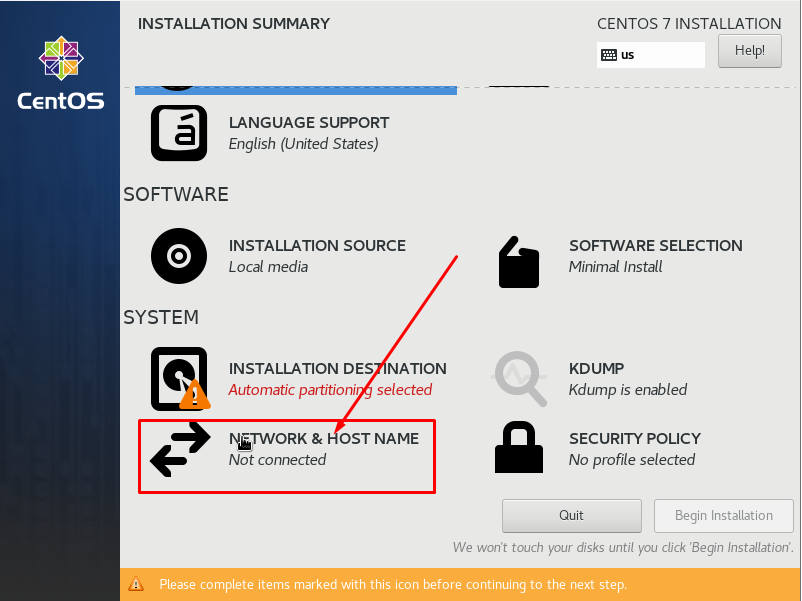 INSTALLATION SUMMARY
CENTOS 7 INSTALLATION
us
Help!
CentOS
á
LANGUAGE SUPPORT
English (United States)
SOFTWARE
INSTALLATION SOURCE
Local media
SOFTWARE SELECTION
Minimal Install
SYSTEM
INSTALLATION DESTINATION
Automatic partitioning selected
KDUMP
Kdump is enabled
NETWORK & HOST NAME
Not connected
SECURITY POLICY
No profile selected
Quit
Begin Installation
We won't touch your disks until you click 'Begin Installation'.
Please complete items marked with this icon before continuing to the next step.